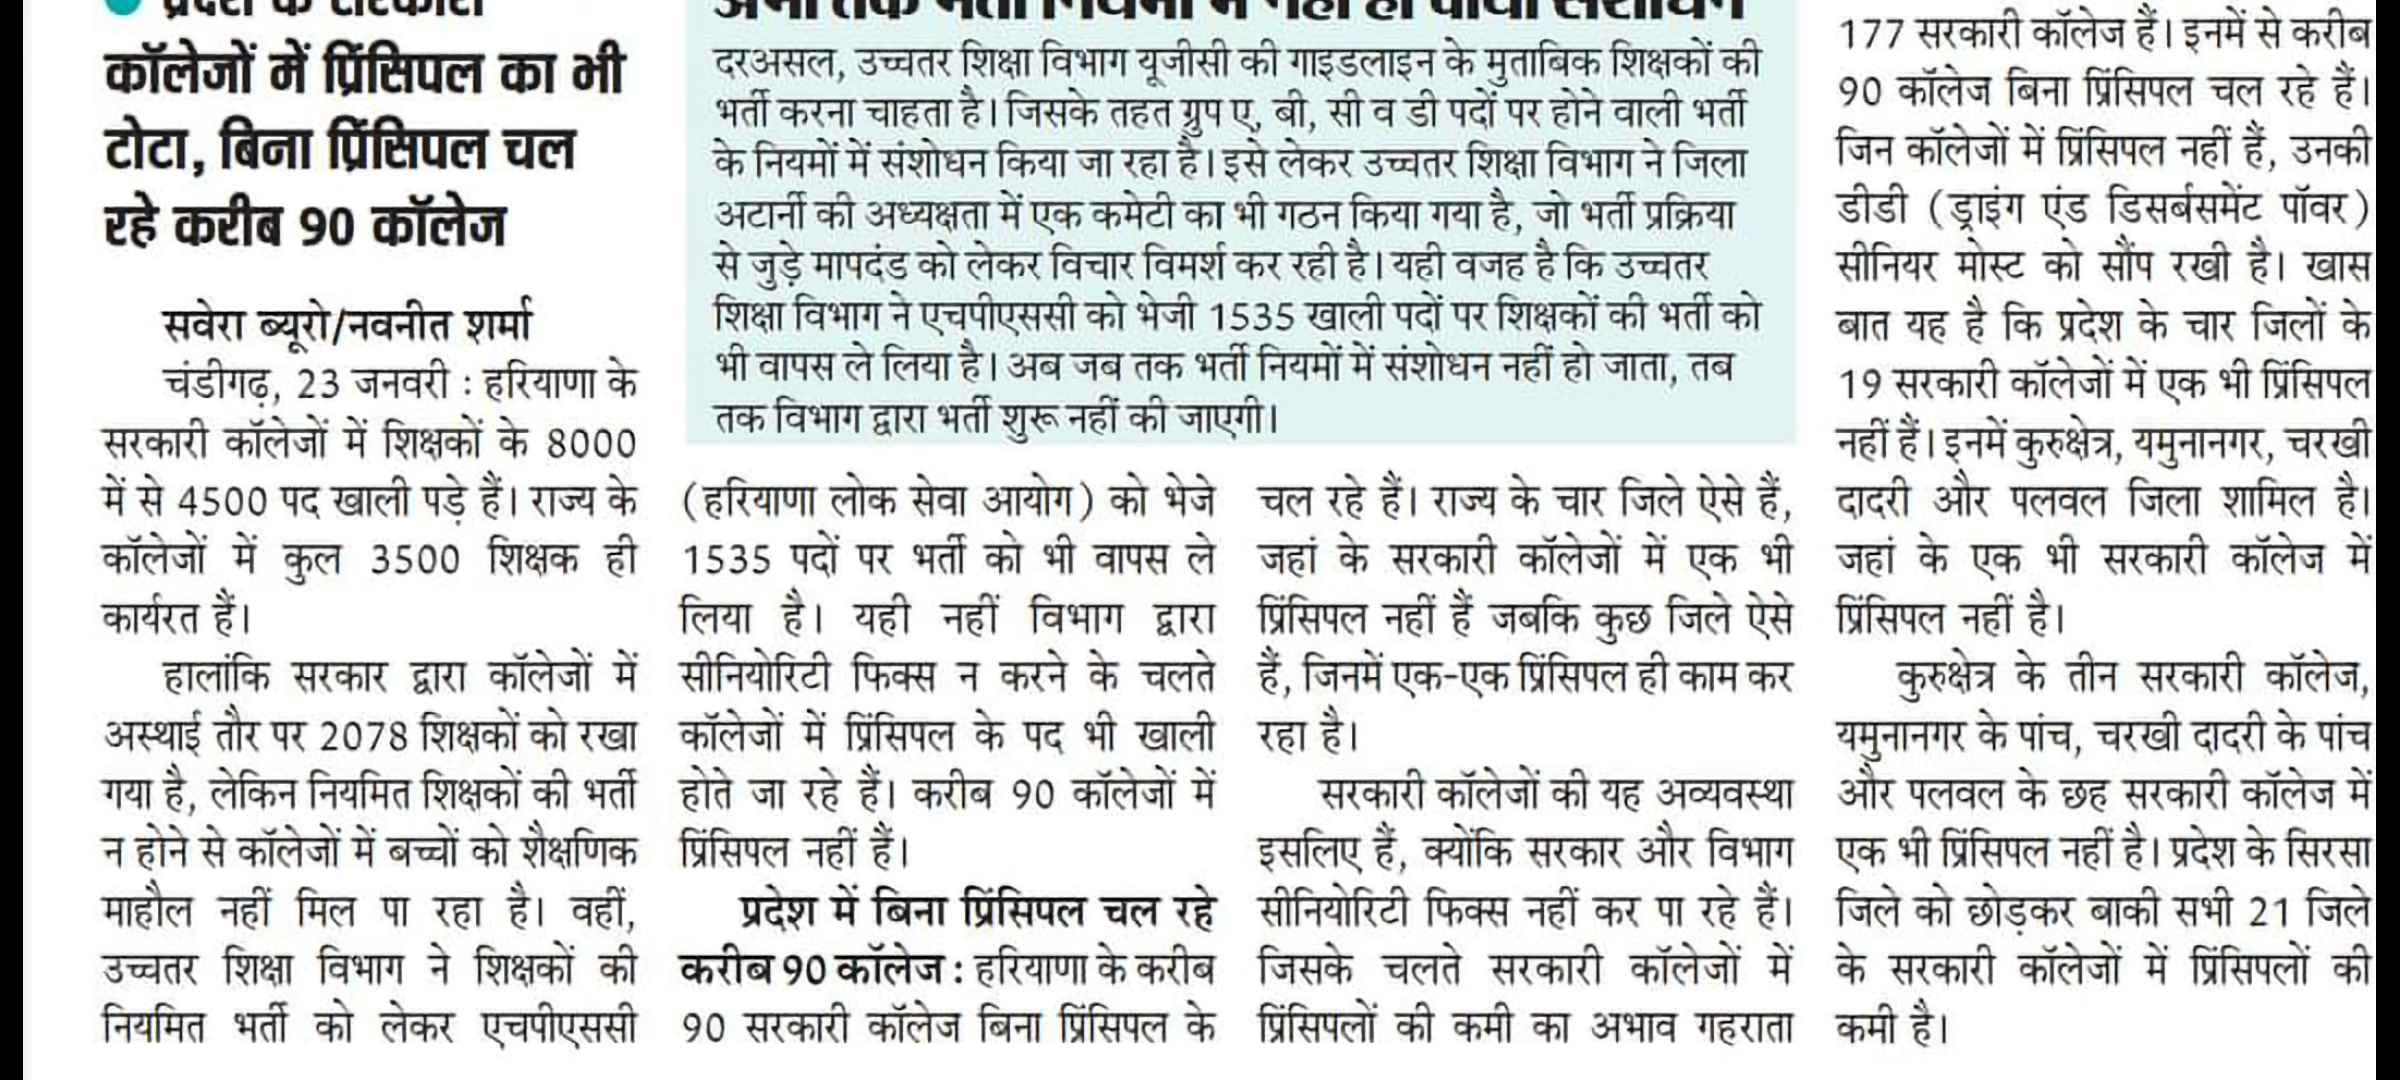 प्रदेश के सरकारी
कॉलेजों में प्रिंसिपल का भी
टोटा, बिना प्रिंसिपल चल
रहे करीब 90 कॉलेज
सवेरा ब्यूरो/नवनीत शर्मा
चंडीगढ़, 23 जनवरी : हरियाणा के
सरकारी कॉलेजों में शिक्षकों के 8000
में से 4500 पद खाली पड़े हैं। राज्य के
कॉलेजों में कुल 3500 शिक्षक ही
कार्यरत हैं।
हालांकि सरकार द्वारा कॉलेजों में
अस्थाई तौर पर 2078 शिक्षकों को रखा
गया है, लेकिन नियमित शिक्षकों की भर्ती
न होने से कॉलेजों में बच्चों को शैक्षणिक
माहौल नहीं मिल पा रहा है। वहीं,
उच्चतर शिक्षा विभाग ने शिक्षकों की
नियमित भर्ती को लेकर एचपीएससी
अभी तक भर्ती नियमों में नहीं हो पाया संशोधन
दरअसल, उच्चतर शिक्षा विभाग यूजीसी की गाइडलाइन के मुताबिक शिक्षकों की
भर्ती करना चाहता है। जिसके तहत ग्रुप ए, बी, सी व डी पदों पर होने वाली भर्ती
के नियमों में संशोधन किया जा रहा है। इसे लेकर उच्चतर शिक्षा विभाग ने जिला
अटार्नी की अध्यक्षता में एक कमेटी का भी गठन किया गया है, जो भर्ती प्रक्रिया
से जुड़े मापदंड को लेकर विचार विमर्श कर रही है। यही वजह है कि उच्चतर
शिक्षा विभाग ने एचपीएससी को भेजी 1535 खाली पदों पर शिक्षकों की भर्ती को
भी वापस ले लिया है। अब जब तक भर्ती नियमों में संशोधन नहीं हो जाता, तब
तक विभाग द्वारा भर्ती शुरू नहीं की जाएगी।
(हरियाणा लोक सेवा आयोग) को भेजे
1535 पदों पर भर्ती को भी वापस ले
लिया है। यही नहीं विभाग द्वारा
सीनियोरिटी फिक्स न करने के चलते
कॉलेजों में प्रिंसिपल के पद भी खाली
होते जा रहे हैं। करीब 90 कॉलेजों में
प्रिंसिपल नहीं हैं।
प्रदेश में बिना प्रिंसिपल चल रहे
करीब 90 कॉलेज : हरियाणा के करीब
90 सरकारी कॉलेज बिना प्रिंसिपल के
चल रहे हैं। राज्य के चार जिले ऐसे हैं,
जहां के सरकारी कॉलेजों में एक भी
प्रिंसिपल नहीं हैं जबकि कुछ जिले ऐसे
हैं, जिनमें एक-एक प्रिंसिपल ही काम कर
रहा है।
सरकारी कॉलेजों की यह अव्यवस्था
इसलिए हैं, क्योंकि सरकार और विभाग
सीनियोरिटी फिक्स नहीं कर पा रहे हैं।
जिसके चलते सरकारी कॉलेजों में
प्रिंसिपलों की कमी का अभाव गहराता
177 सरकारी कॉलेज हैं। इनमें से करीब
90 कॉलेज बिना प्रिंसिपल चल रहे हैं।
जिन कॉलेजों में प्रिंसिपल नहीं हैं, उनकी
डीडी (ड्राइंग एंड डिसर्बसमेंट पॉवर)
सीनियर मोस्ट को सौंप रखी है। खास
बात यह है कि प्रदेश के चार जिलों के
19 सरकारी कॉलेजों में एक भी प्रिंसिपल
नहीं हैं। इनमें कुरुक्षेत्र, यमुनानगर, चरखी
दादरी और पलवल जिला शामिल है।
जहां के एक भी सरकारी कॉलेज में
प्रिंसिपल नहीं है।
कुरुक्षेत्र के तीन सरकारी कॉलेज,
यमुनानगर के पांच, चरखी दादरी के पांच
और पलवल के छह सरकारी कॉलेज में
एक भी प्रिंसिपल नहीं है। प्रदेश के सिरसा
जिले को छोड़कर बाकी सभी 21 जिले
के सरकारी कॉलेजों में प्रिंसिपलों की
कमी है।